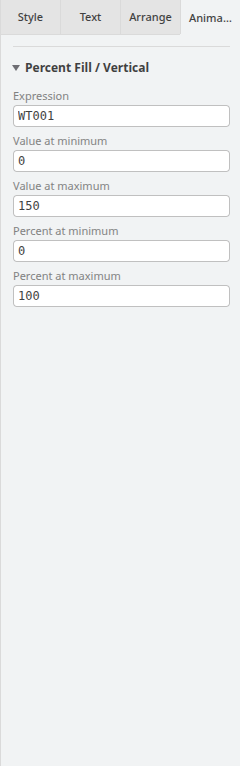 Style Text Arrange Anima...
Percent Fill / Vertical
Expression
WT001
Value at minimum
0
Value at maximum
150
Percent at minimum
0
Percent at maximum
100